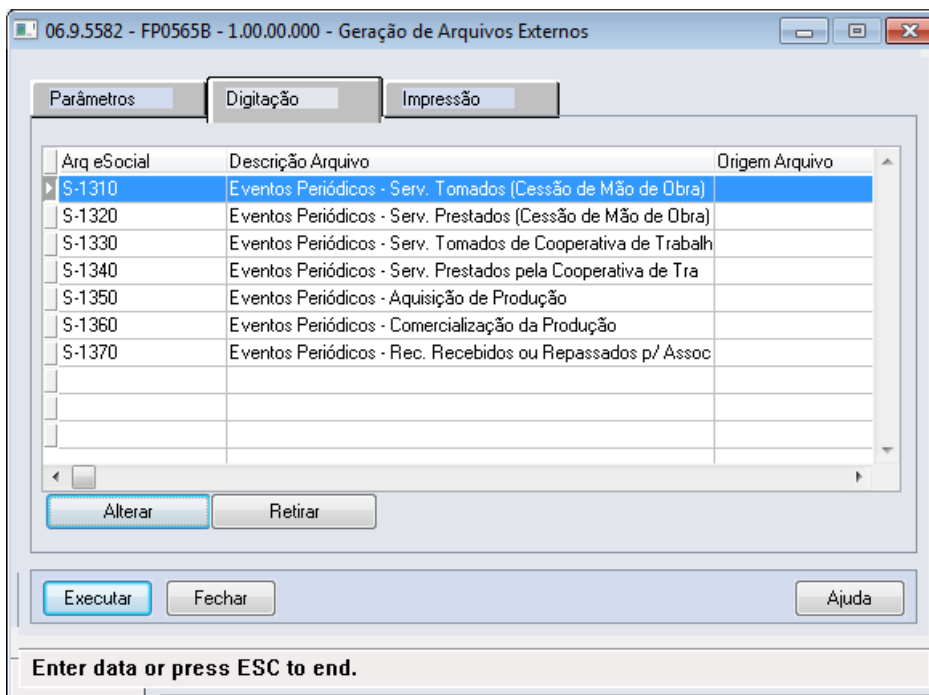 06.9.5582 - FP0565B - 1.00.00.000 - Geração de Arquivos Externos
Parâmetros Digitação Impressão
Arq eSocial Descrição Arquivo Origem Arquivo
S-1310 Eventos Periódicos - Serv. Tomados (Cessão de Mão de Obra)
S-1320 Eventos Periódicos - Serv. Prestados (Cessão de Mão de Obra)
S-1330 Eventos Periódicos - Serv. Tomados de Cooperativa de Trabalh
S-1340 Eventos Periódicos - Serv. Prestados pela Cooperativa de Tra
S-1350 Eventos Periódicos - Aquisição de Produção
S-1360 Eventos Periódicos - Comercialização da Produção
S-1370 Eventos Periódicos - Rec. Recebidos ou Repassados p/ Assoc
Alterar Retirar
Executar Fechar Ajuda
Enter data or press ESC to end.